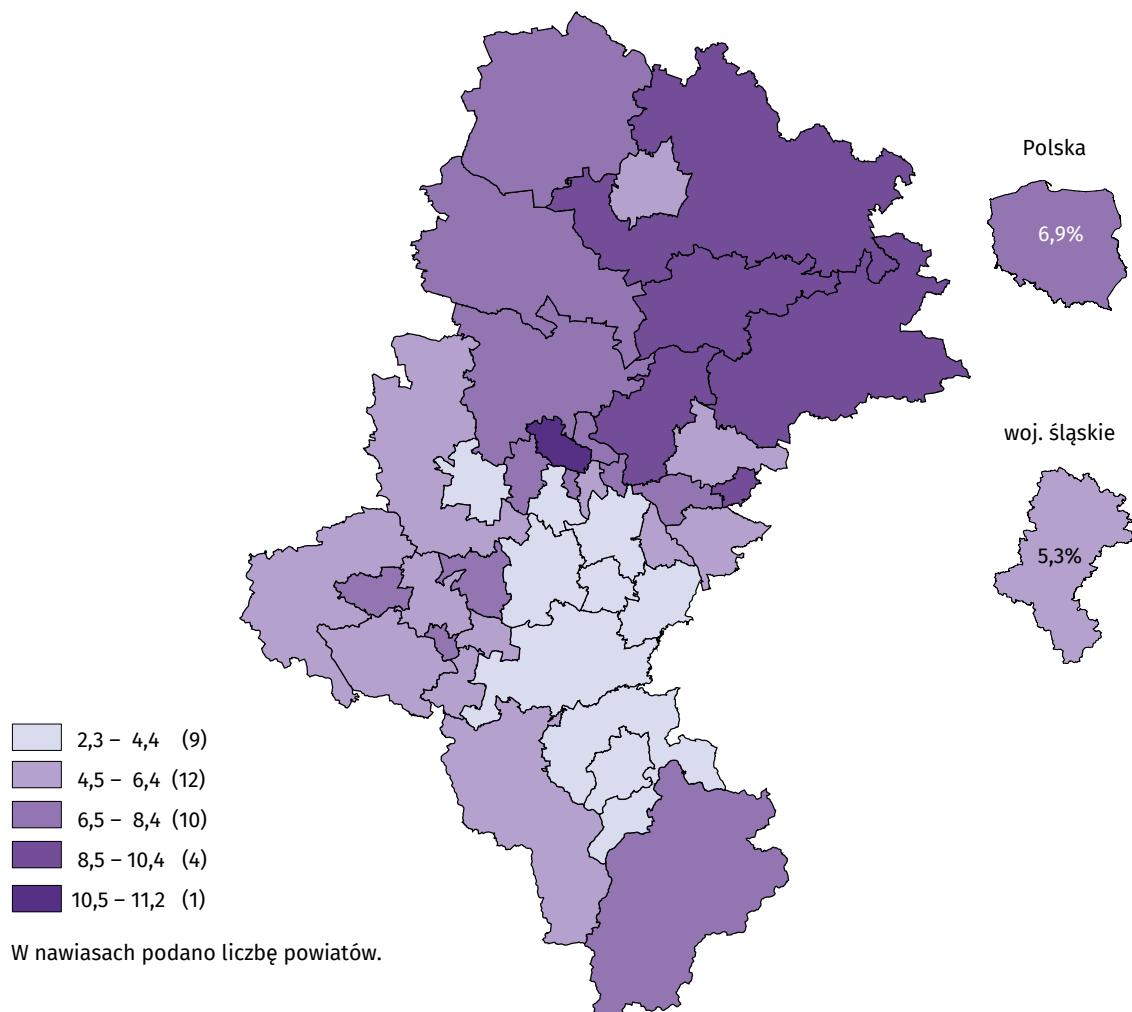 Polska
6,9%
woj. śląskie
5,3%
2,3 – 4,4 (9)
4,5 – 6,4 (12)
6,5 – 8,4 (10)
8,5 – 10,4 (4)
10,5 – 11,2 (1)
W nawiasach podano liczbę powiatów.